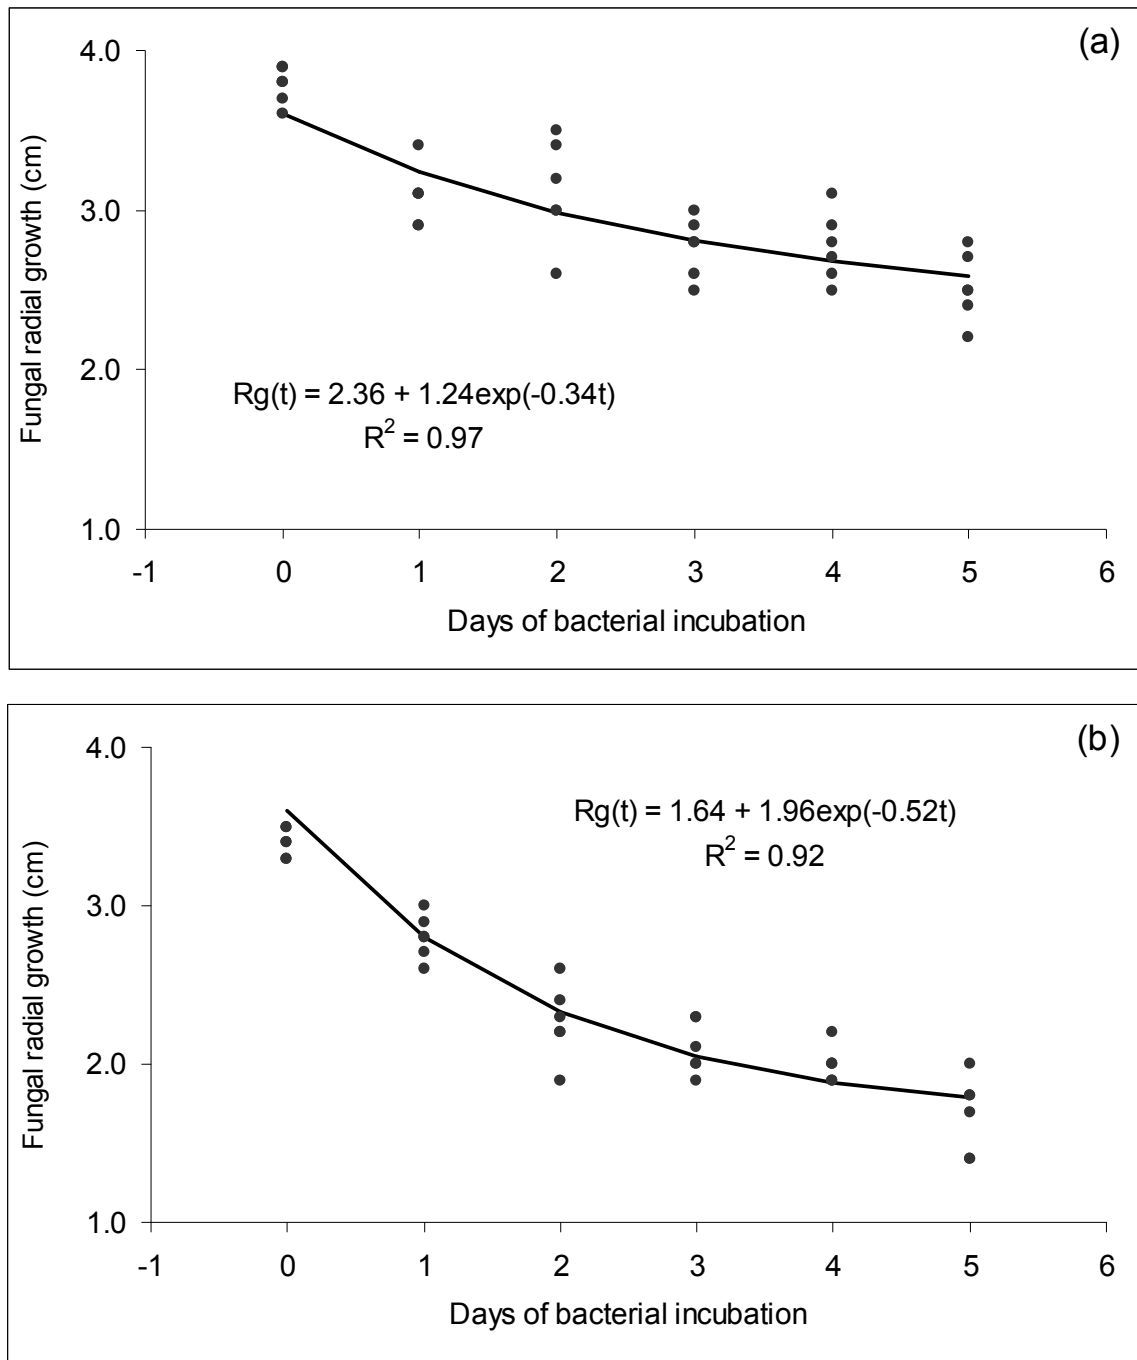 (a)
4.0
3.0
2.0
1.0
Fungal radial growth (cm)
Rg(t) = 2.36 + 1.24exp(-0.34t)
R² = 0.97
-1 0 1 2 3 4 5 6
Days of bacterial incubation
(b)
4.0
3.0
2.0
1.0
Fungal radial growth (cm)
Rg(t) = 1.64 + 1.96exp(-0.52t)
R² = 0.92
-1 0 1 2 3 4 5 6
Days of bacterial incubation